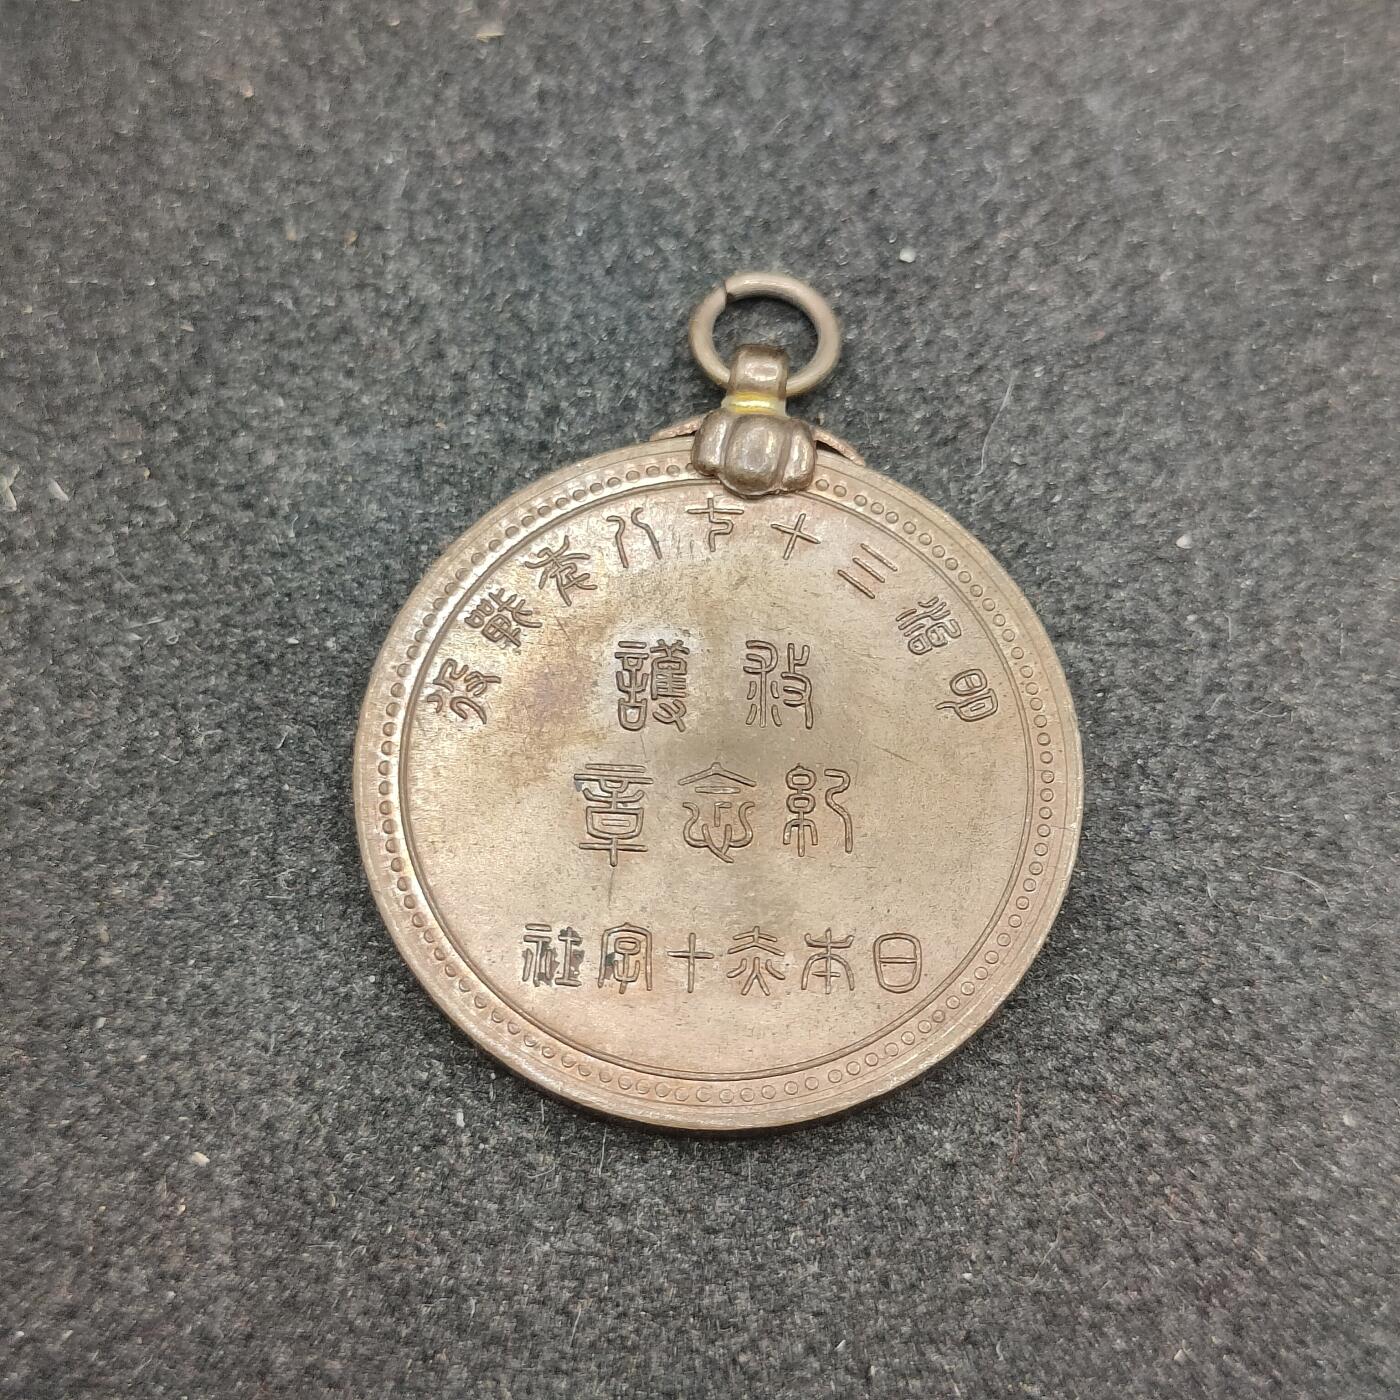 明治三十七八年戰役
救護
紀念章
日本赤十字社